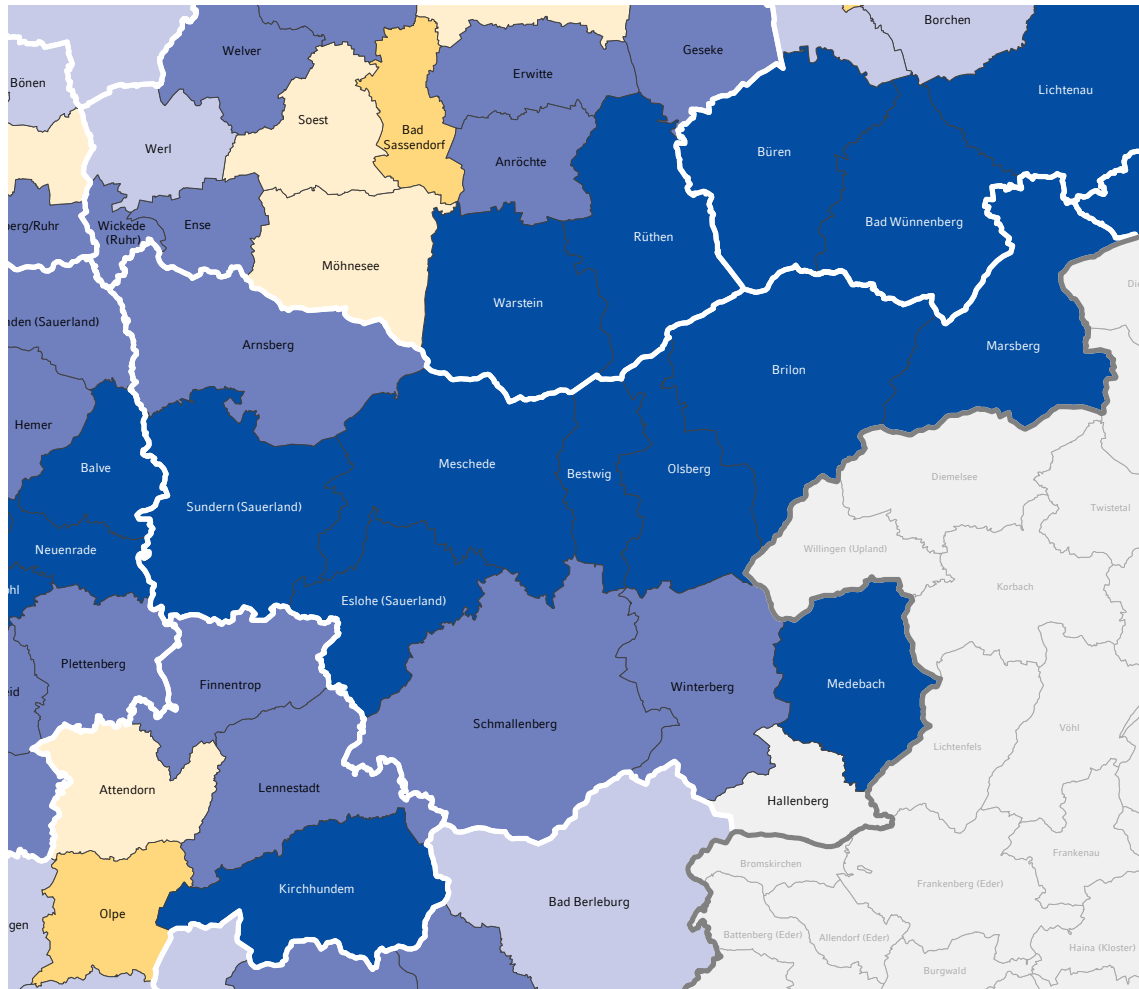 Borchen
Welver
Geseke
Erwitte
Bönen
Lichtenau
Soest
Bad
Sassendorf
Werl
Büren
Anröchte
berg/Ruhr
Wickede
(Ruhr)
Ense
Bad Wünnenberg
Rüthen
Möhnesee
Warstein
nden (Sauerland)
Arnsberg
Marsberg
Brilon
Hemer
Balve
Meschede
Bestwig
Olsberg
Diemelsee
Sundern (Sauerland)
Twistetal
Neuenrade
Willingen (Upland)
Korbach
ohl
Eslohe (Sauerland)
Plettenberg
Finnentrop
Winterberg
Medebach
eid
Schmallenberg
Vöhl
Lichtenfels
Attendorn
Lennestadt
Hallenberg
Frankenau
Bromskirchen
Kirchhundem
Frankenberg (Eder)
Bad Berleburg
Olpe
gen
Battenberg (Eder)
Allendorf (Eder)
Haina (Kloster)
Burgwald